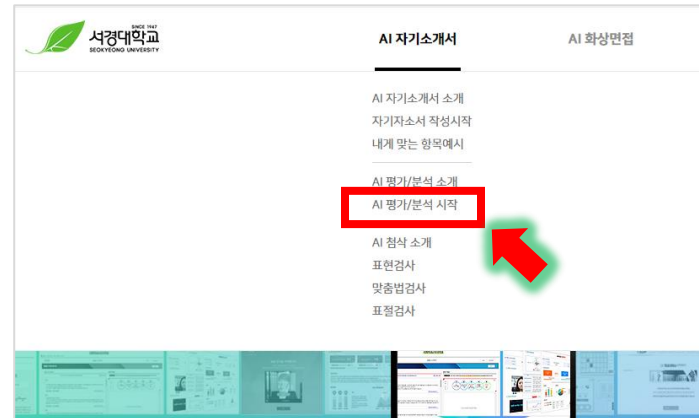 SINCE 1947
서경대학교
SEOKYEONG UNIVERSITY
AI 자기소개서
AI 화상면접
AI 자기소개서 소개
자기자소서 작성시작
내게 맞는 항목예시
AI 평가/분석 소개
AI 평가/분석 시작
AI 첨삭 소개
표현검사
맞춤법검사
표절검사